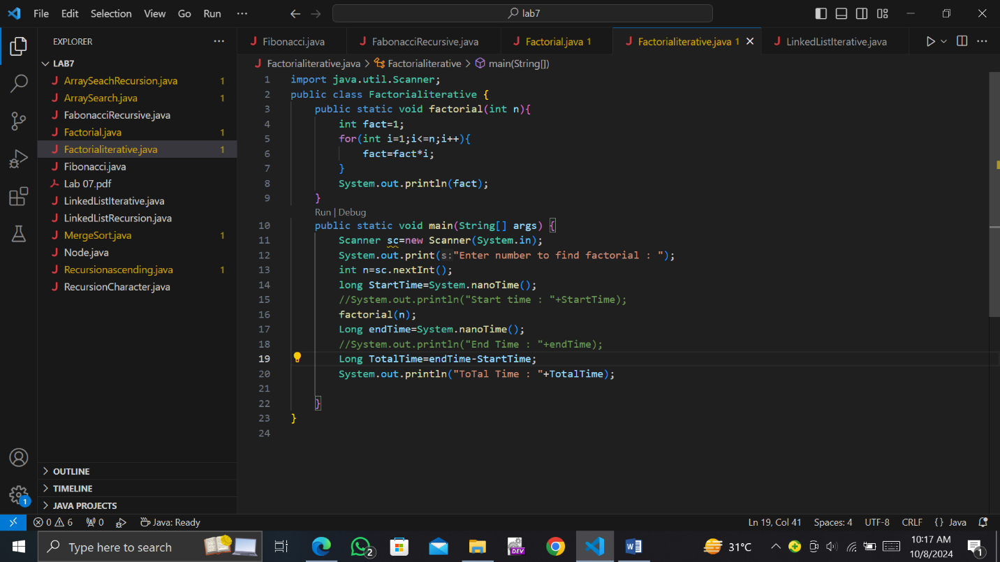 File Edit Selection View Go Run ···
lab7
EXPLORER ···
LAB7
ArraySeachRecursion.java 1
ArraySearch.java 1
FabonacciRecursive.java
Factorial.java 1
Factorialiterative.java 1
Fibonacci.java
Lab 07.pdf
LinkedListIterative.java
LinkedListRecursion.java
MergeSort.java 1
Node.java
Recursionascending.java 1
RecursionCharacter.java
OUTLINE
TIMELINE
JAVA PROJECTS
1
Fibonacci.java FabonacciRecursive.java Factorial.java 1 Factorialiterative.java 1 LinkedListIterative.java ···
Factorialiterative.java > Factorialiterative > main(String[])
1 import java.util.Scanner;
2 public class Factorialiterative {
3 public static void factorial(int n){
4 int fact=1;
5 for(int i=1;i<=n;i++){
6 fact=fact*i;
7 }
8 System.out.println(fact);
9 }
Run | Debug
10 public static void main(String[] args) {
11 Scanner sc=new Scanner(System.in);
12 System.out.print(s:"Enter number to find factorial : ");
13 int n=sc.nextInt();
14 long StartTime=System.nanoTime();
15 //System.out.println("Start time : "+StartTime);
16 factorial(n);
17 Long endTime=System.nanoTime();
18 //System.out.println("End Time : "+endTime);
19 Long TotalTime=endTime-StartTime;
20 System.out.println("ToTal Time : "+TotalTime);
21
22 }
23 }
24
0 6 0 Java: Ready Ln 19, Col 41 Spaces: 4 UTF-8 CRLF {} Java
Type here to search 2 DEV 31°C 10:17 AM
10/8/2024 1